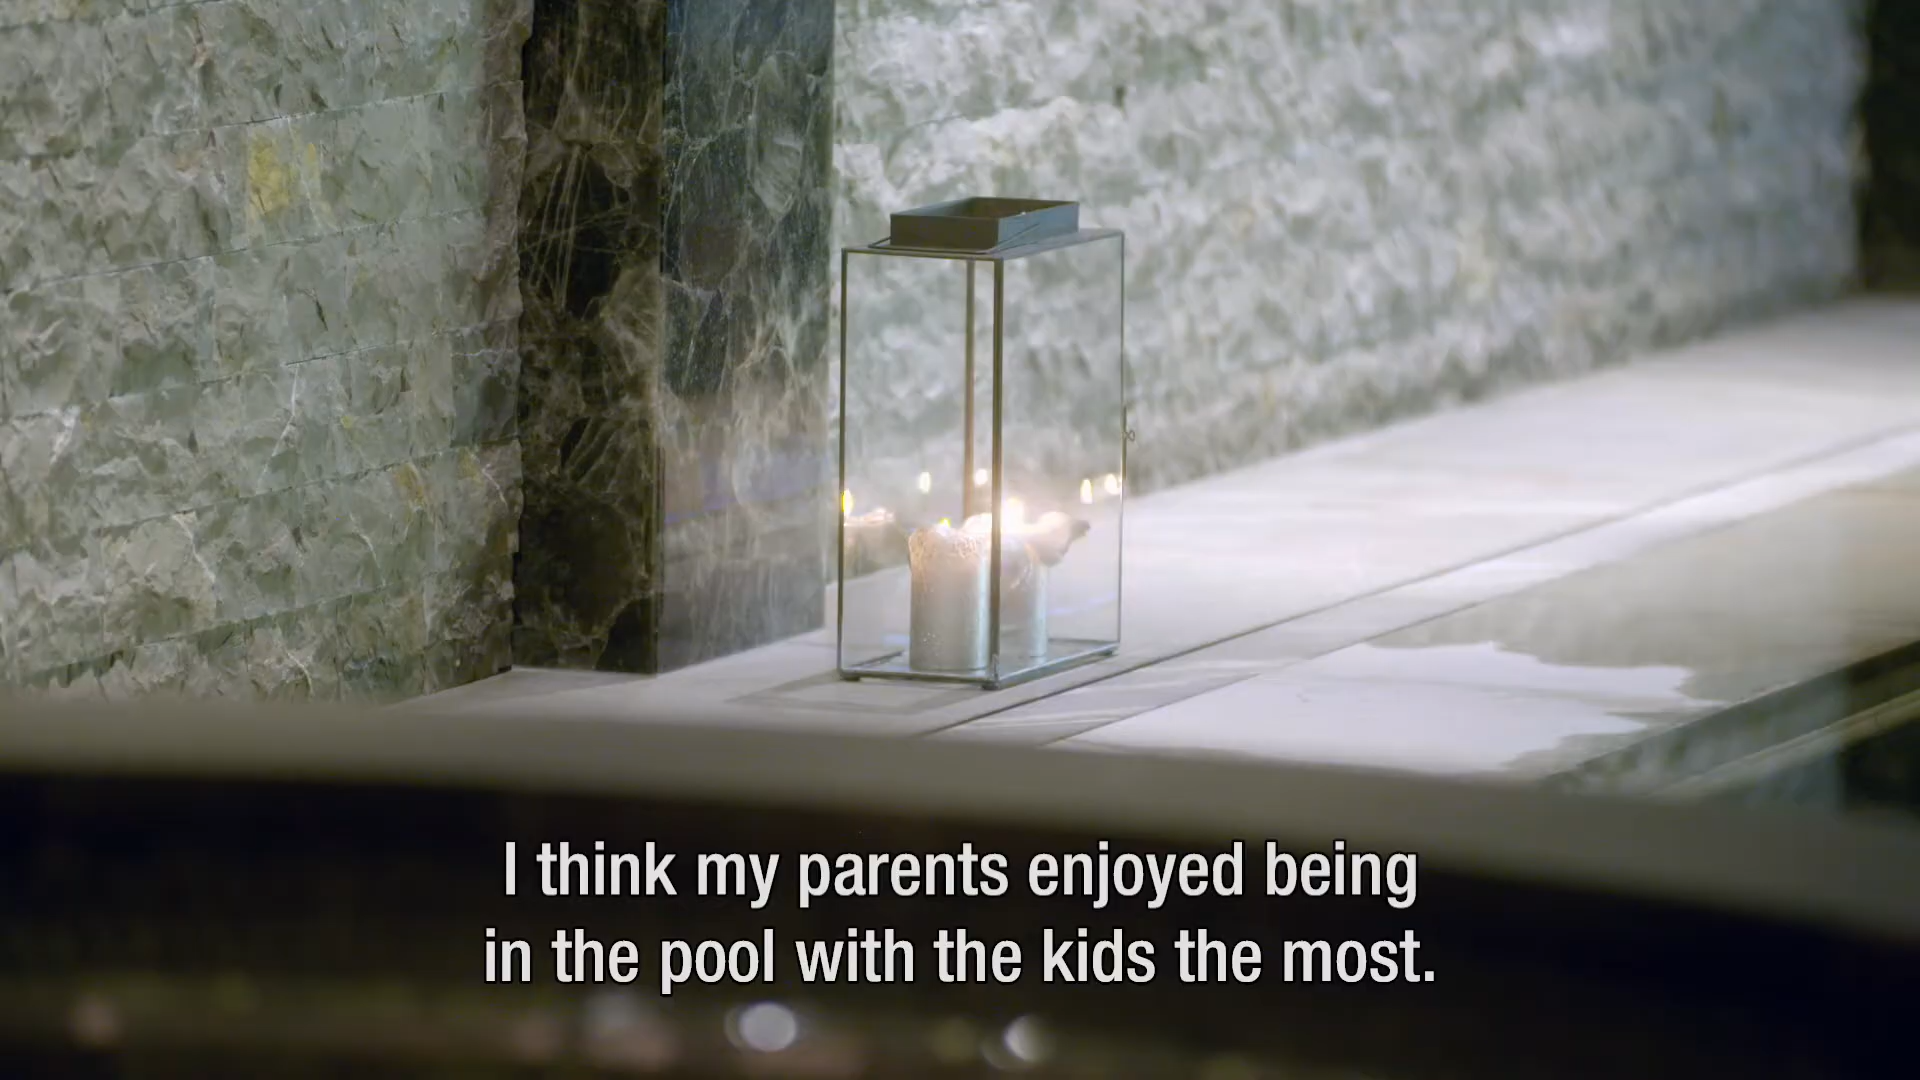 I think my parents enjoyed being
in the pool with the kids the most.